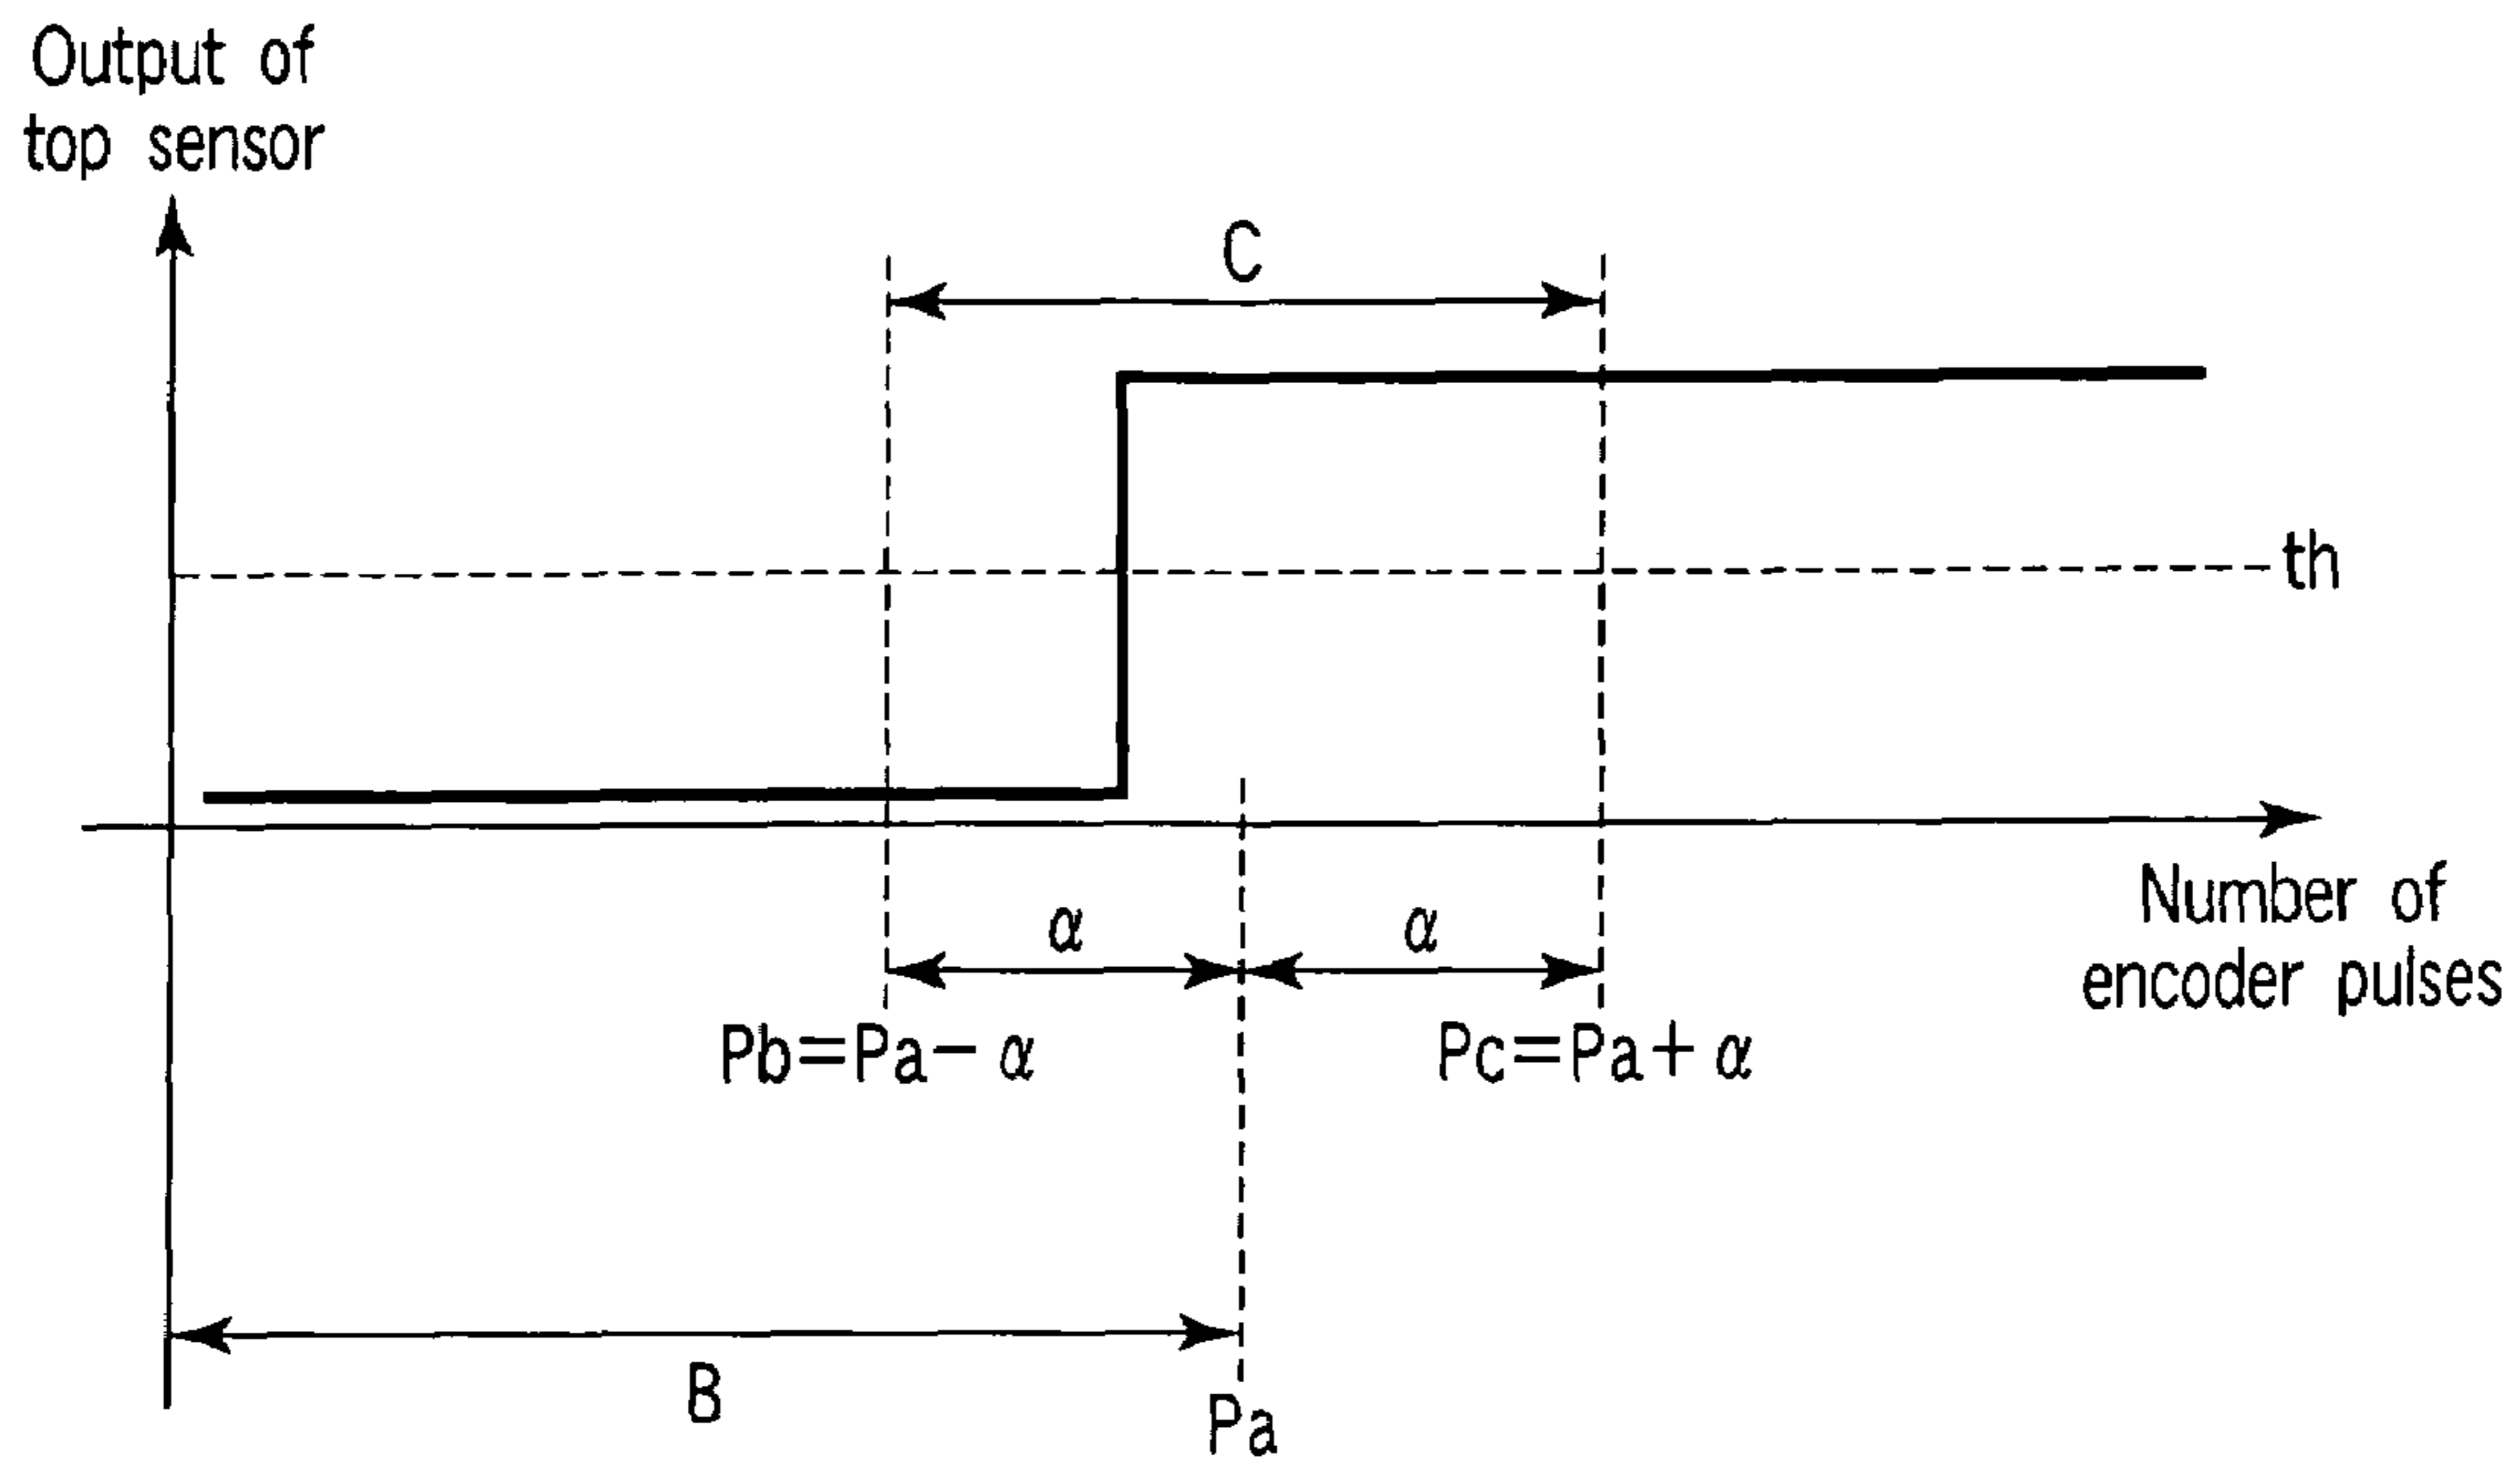 Output of
top sensor
C
th
Number of
encoder pulses
α
α
Pb=Pa-α
Pc=Pa+α
B
Pa